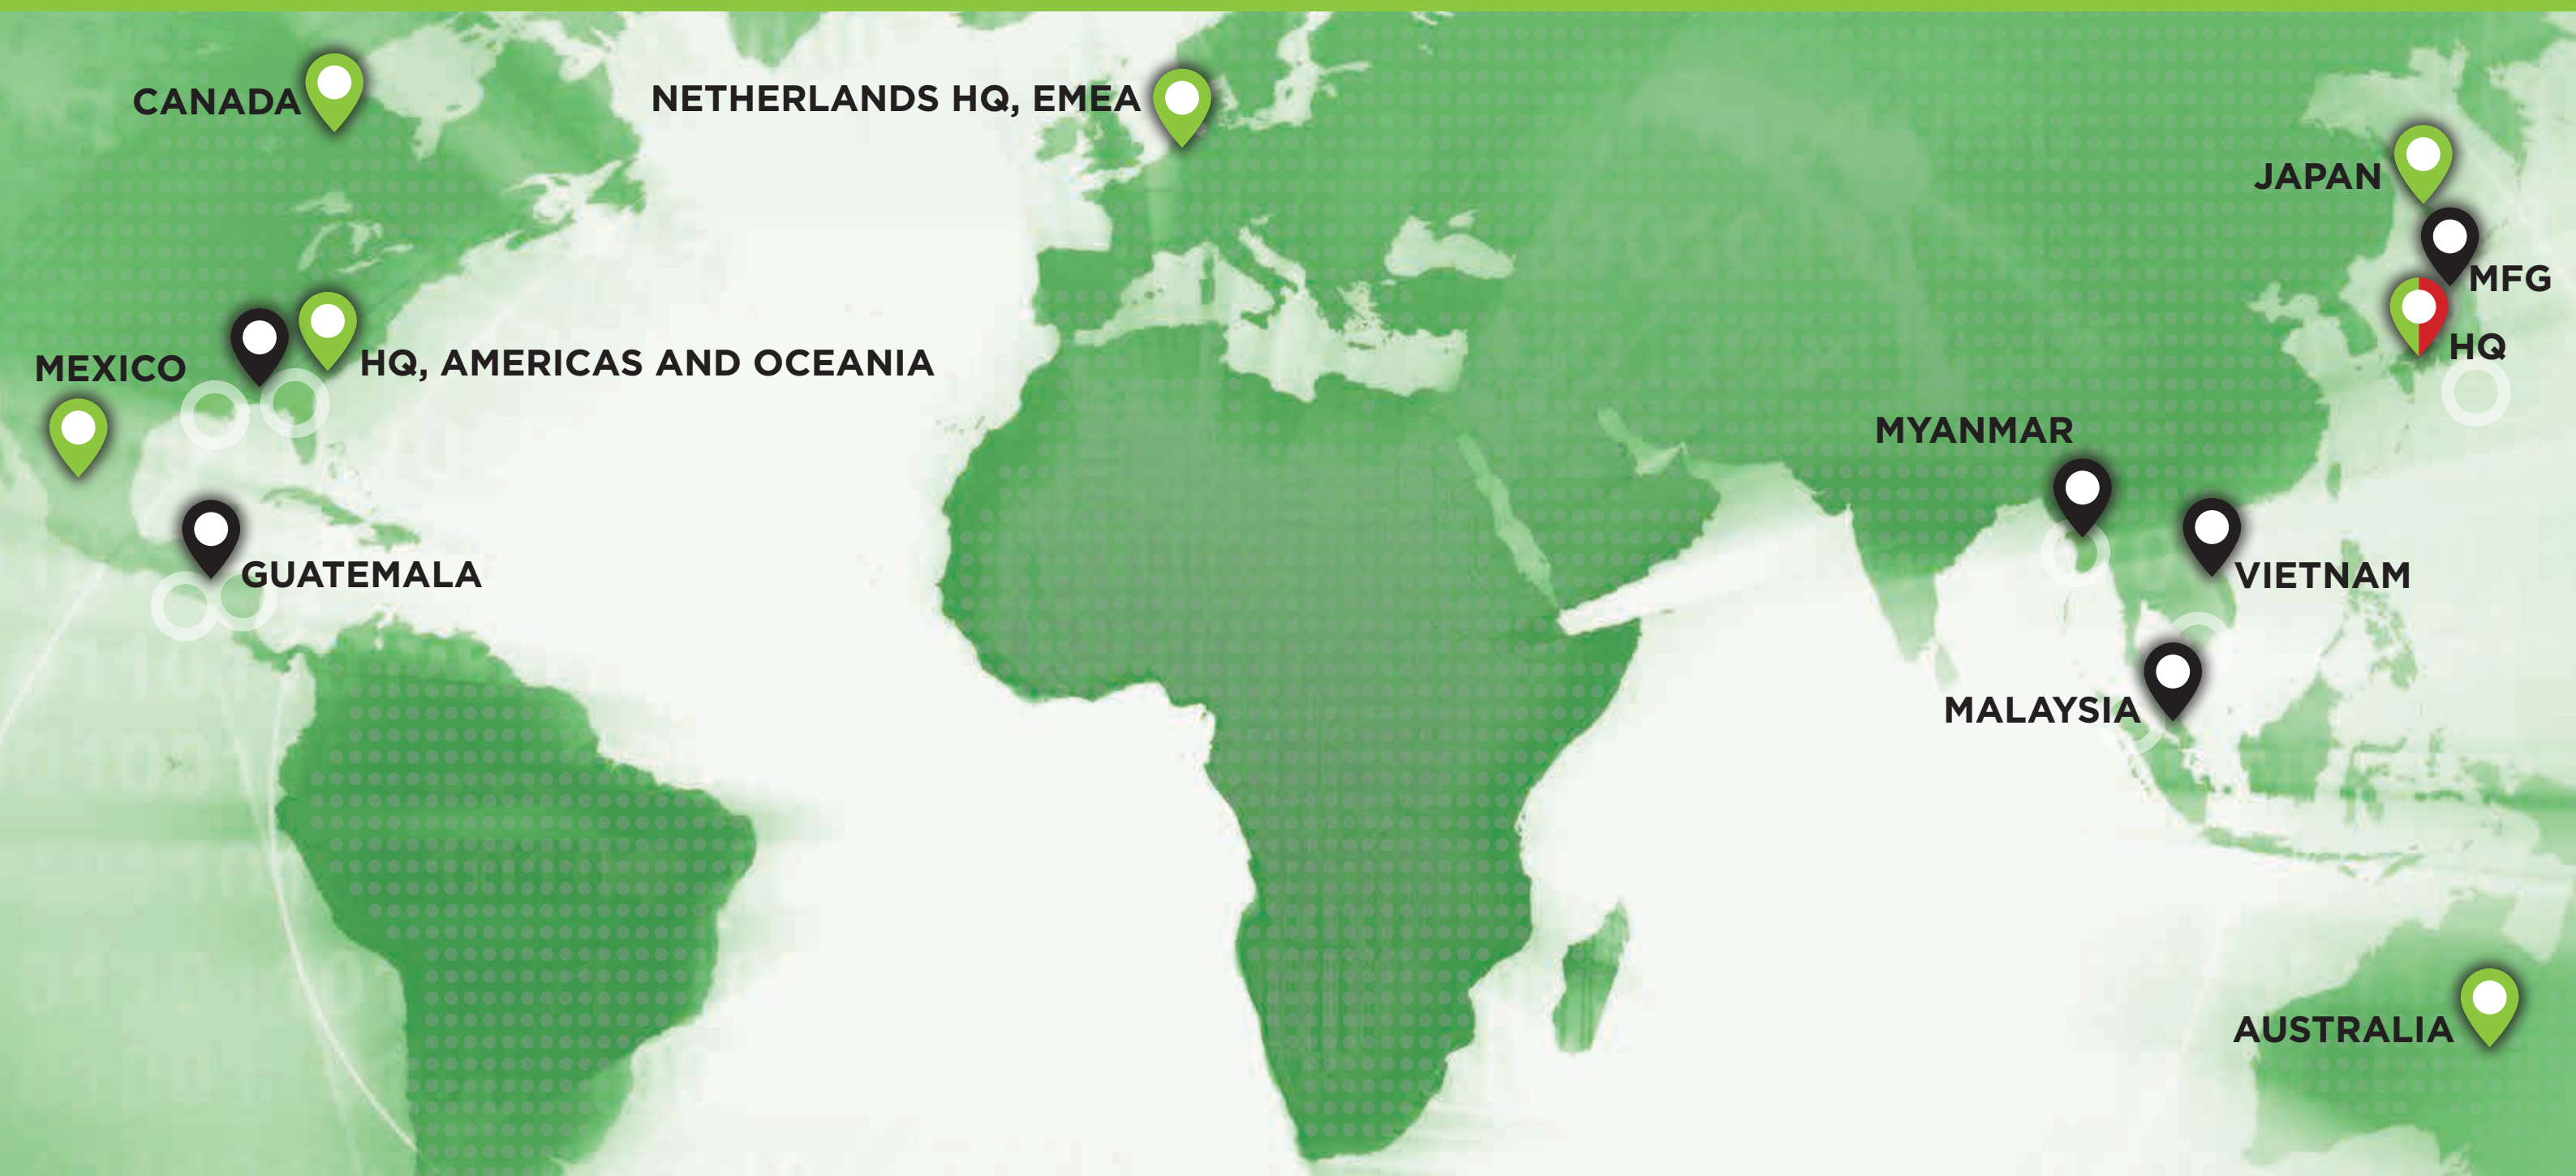 CANADA
NETHERLANDS HQ, EMEA
JAPAN
MFG
HQ
MEXICO
HQ, AMERICAS AND OCEANIA
MYANMAR
GUATEMALA
VIETNAM
MALAYSIA
AUSTRALIA